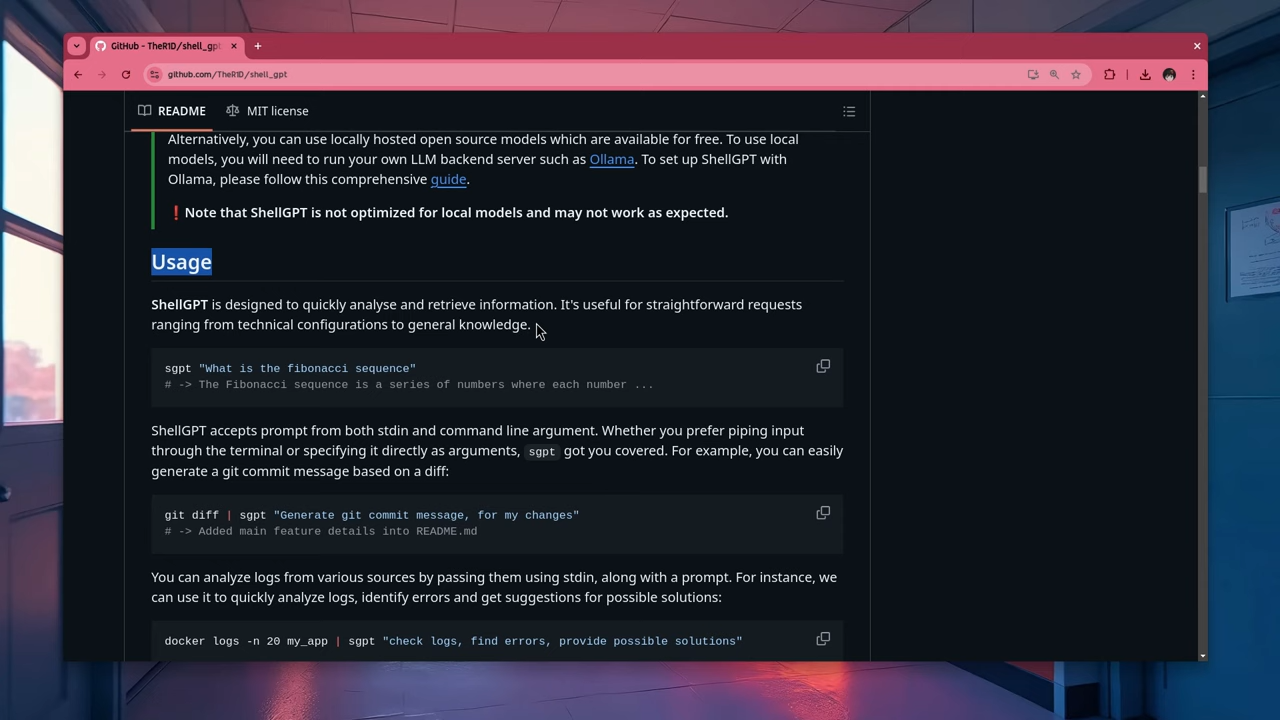 GitHub - TheR1D/shell_gpt
github.com/TheR1D/shell_gpt
README
MIT license
Alternatively, you can use locally hosted open source models which are available for free. To use local
models, you will need to run your own LLM backend server such as Ollama. To set up ShellGPT with
Ollama, please follow this comprehensive guide.
❗Note that ShellGPT is not optimized for local models and may not work as expected.
Usage
ShellGPT is designed to quickly analyse and retrieve information. It's useful for straightforward requests
ranging from technical configurations to general knowledge.
sgpt "What is the fibonacci sequence"
# -> The Fibonacci sequence is a series of numbers where each number ...
ShellGPT accepts prompt from both stdin and command line argument. Whether you prefer piping input
through the terminal or specifying it directly as arguments, sgpt got you covered. For example, you can easily
generate a git commit message based on a diff:
git diff | sgpt "Generate git commit message, for my changes"
# -> Added main feature details into README.md
You can analyze logs from various sources by passing them using stdin, along with a prompt. For instance, we
can use it to quickly analyze logs, identify errors and get suggestions for possible solutions:
docker logs -n 20 my_app | sgpt "check logs, find errors, provide possible solutions"